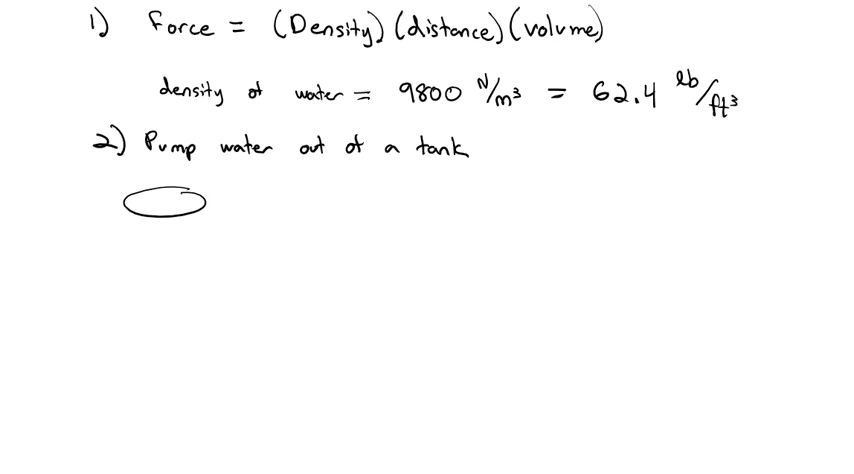 1) Force = (Density)(distance)(volume)
density of water = 9800 N/m³ = 62.4 lb/ft³
2) Pump water out of a tank